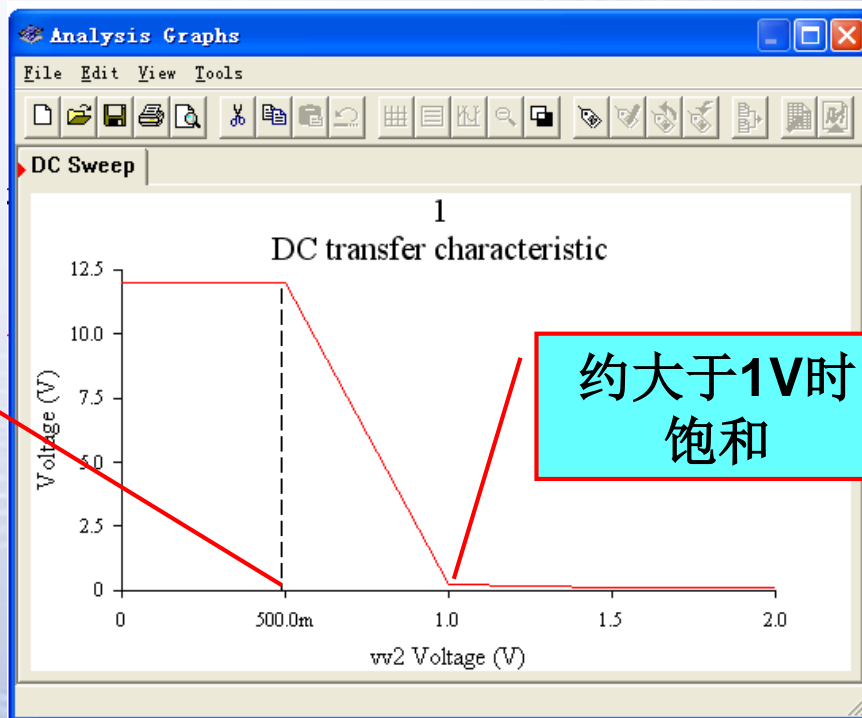 Analysis Graphs
File Edit View Tools
DC Sweep
1
DC transfer characteristic
12.5
10.0
7.5
5.0
2.5
0
Voltage (V)
0 500.0m 1.0 1.5 2.0
vv2 Voltage (V)
约大于1V时
饱和